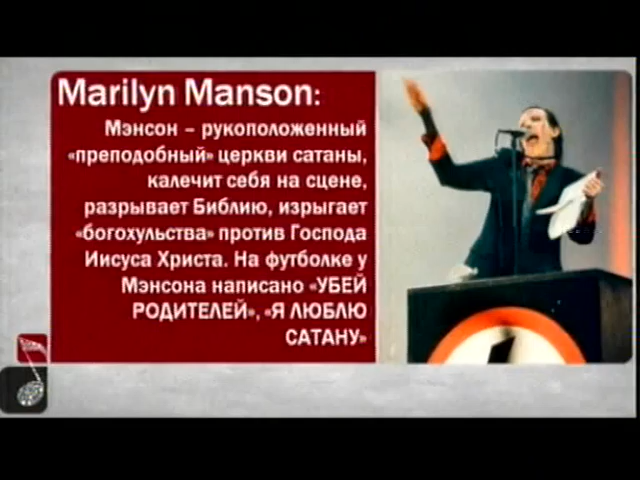 Marilyn Manson:
Мэнсон – рукоположенный
«преподобный» церкви сатаны,
калечит себя на сцене,
разрывает Библию, изрыгает
«богохульства» против Господа
Иисуса Христа. На футболке у
Мэнсона написано «УБЕЙ
РОДИТЕЛЕЙ», «Я ЛЮБЛЮ
САТАНУ»